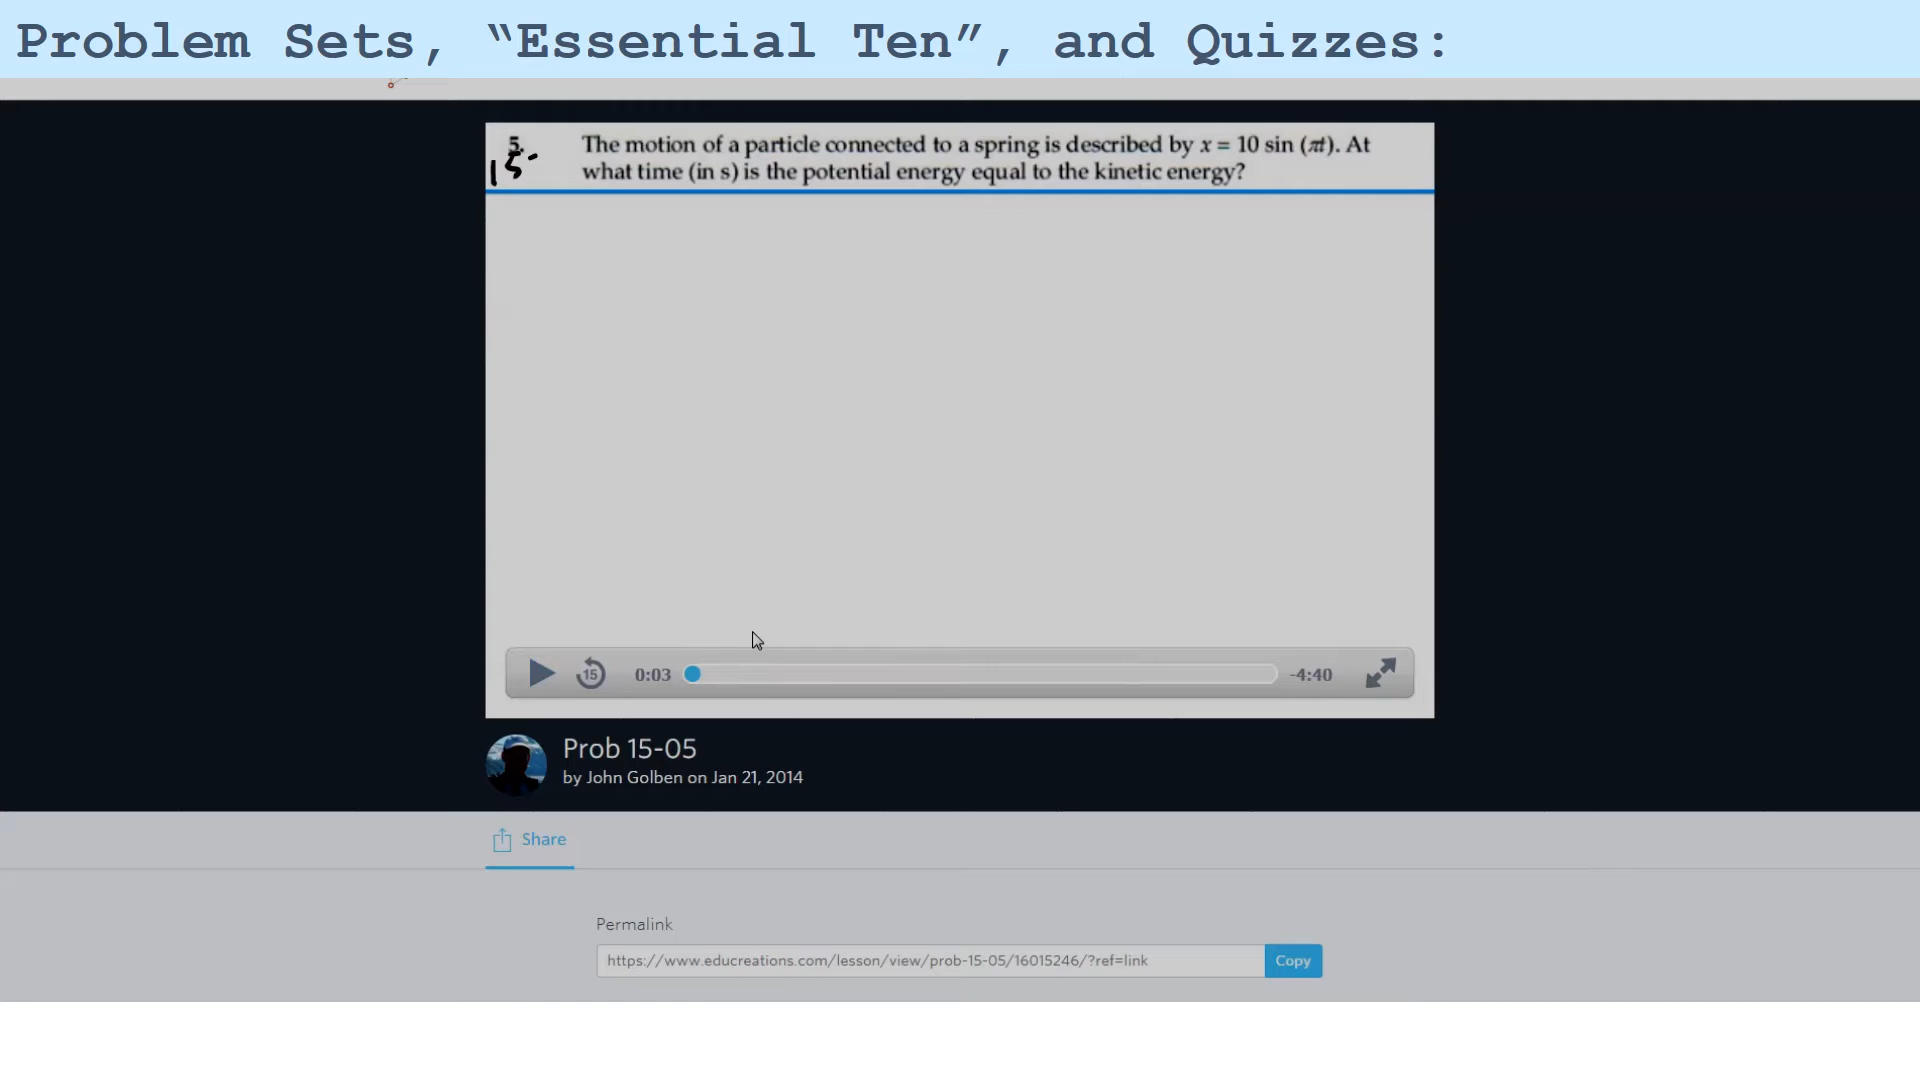 Problem Sets, “Essential Ten”, and Quizzes:
5. The motion of a particle connected to a spring is described by x = 10 sin (πt). At
15- what time (in s) is the potential energy equal to the kinetic energy?
15 0:03 -4:40
Prob 15-05
by John Golben on Jan 21, 2014
Share
Permalink
https://www.educreations.com/lesson/view/prob-15-05/16015246/?ref=link Copy